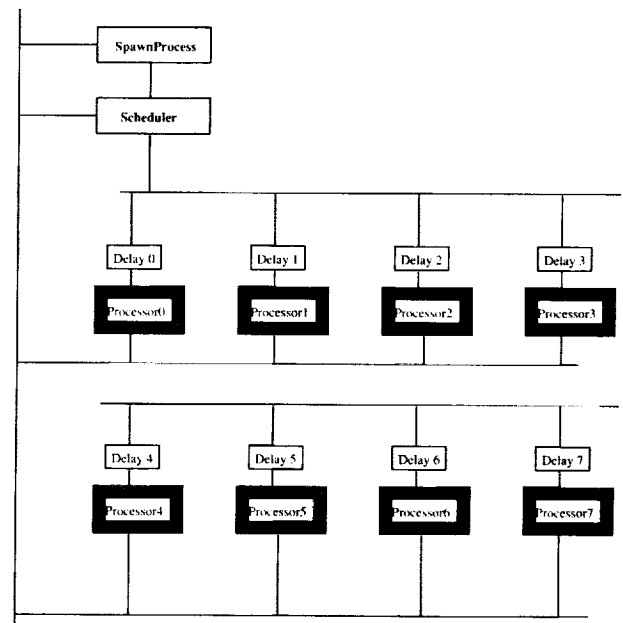 SpawnProcess
Scheduler
Delay 0
Delay 1
Delay 2
Delay 3
Processor0
Processor1
Processor2
Processor3
Delay 4
Delay 5
Delay 6
Delay 7
Processor4
Processor5
Processor6
Processor7